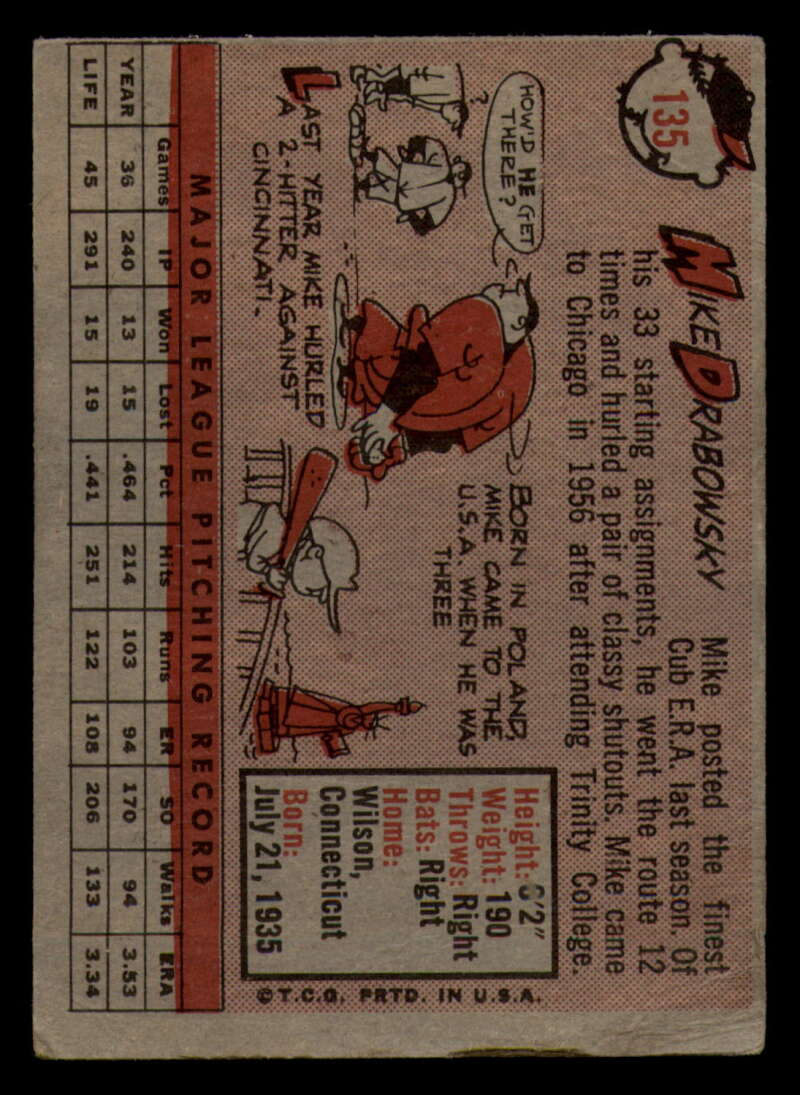 135
MIKE DRABOWSKY
Mike posted the finest
Cub E.R.A. last season. Of
his 33 starting assignments, he went the route 12
times and hurled a pair of classy shutouts. Mike came
to Chicago in 1956 after attending Trinity College.
HOW'D HE GET
THERE?
?
LAST YEAR MIKE HURLED
A 2-HITTER AGAINST
CINCINNATI.
BORN IN POLAND,
MIKE CAME TO THE
U.S.A. WHEN HE WAS
THREE
Height: 6'2"
Weight: 190
Throws: Right
Bats: Right
Home:
Wilson,
Connecticut
Born:
July 21, 1935
©T.C.G. PRTD. IN U.S.A.
MAJOR LEAGUE PITCHING RECORD
Games IP Won Lost Pct Hits Runs ER SO Walks ERA
YEAR 36 240 13 15 .464 214 103 94 170 94 3.53
LIFE 45 291 15 19 .441 251 122 108 206 133 3.34